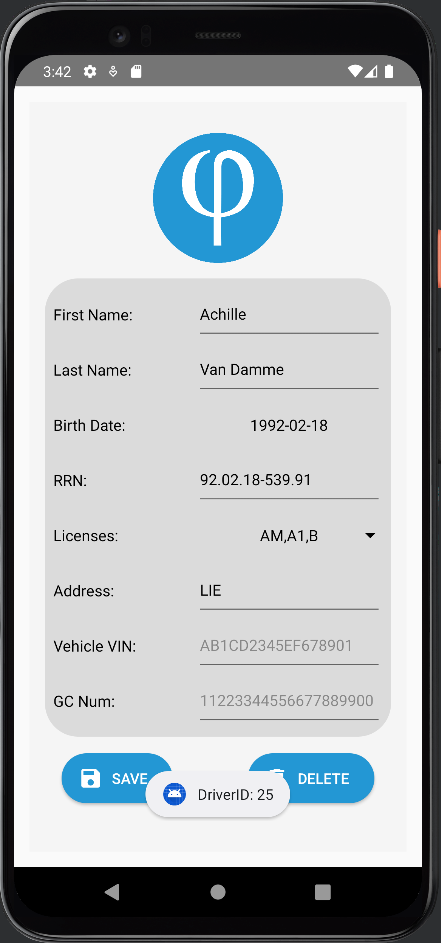 3:42
φ
First Name: Achille
Last Name: Van Damme
Birth Date: 1992-02-18
RRN: 92.02.18-539.91
Licenses: AM,A1,B
Address: LIE
Vehicle VIN: AB1CD2345EF678901
GC Num: 11223344556677889900
SAVE DELETE
DriverID: 25